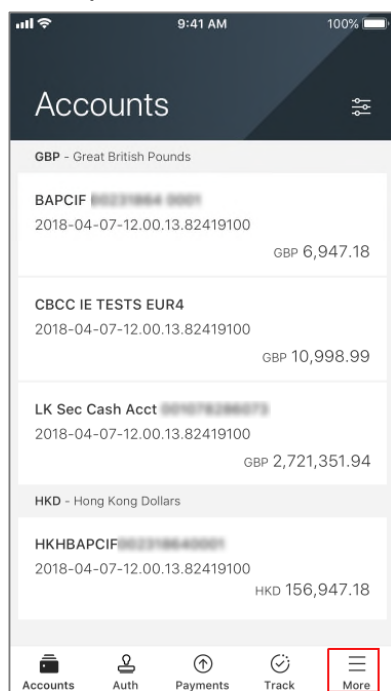 9:41 AM 100%
Accounts
GBP - Great British Pounds
BAPCIF
2018-04-07-12.00.13.82419100
GBP 6,947.18
CBCC IE TESTS EUR4
2018-04-07-12.00.13.82419100
GBP 10,998.99
LK Sec Cash Acct
2018-04-07-12.00.13.82419100
GBP 2,721,351.94
HKD - Hong Kong Dollars
HKHBAPCIF
2018-04-07-12.00.13.82419100
HKD 156,947.18
Accounts Auth Payments Track More